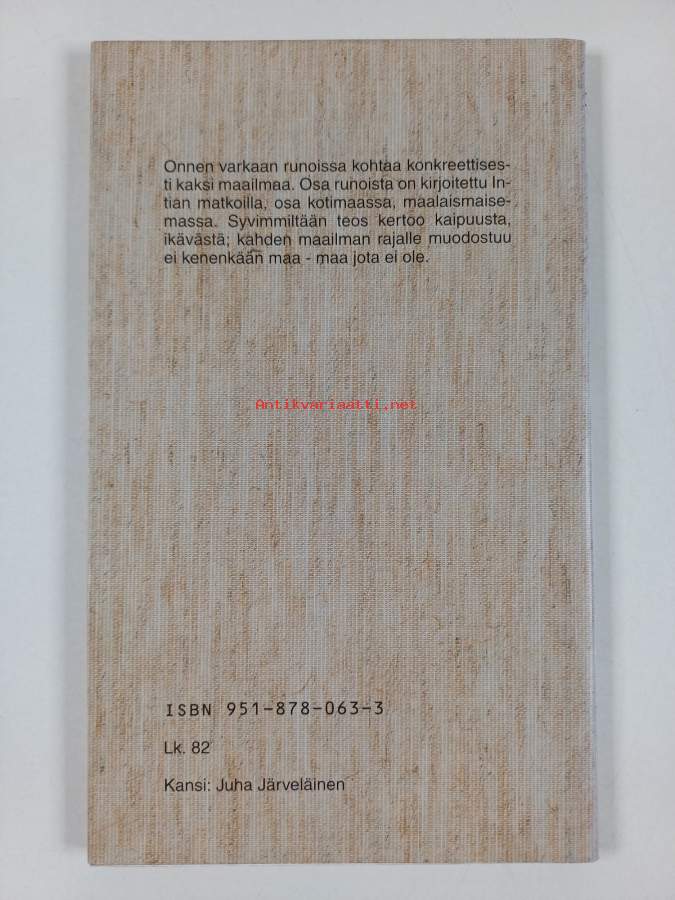 Onnen varkaan runoissa kohtaa konkreettises-
ti kaksi maailmaa. Osa runoista on kirjoitettu In-
tian matkoilla, osa kotimaassa, maalaismaise-
massa. Syvimmiltään teos kertoo kaipuusta,
ikävästä; kahden maailman rajalle muodostuu
ei kenenkään maa - maa jota ei ole.
Antikvariaatti.net
ISBN 951-878-063-3
Lk. 82
Kansi: Juha Järveläinen